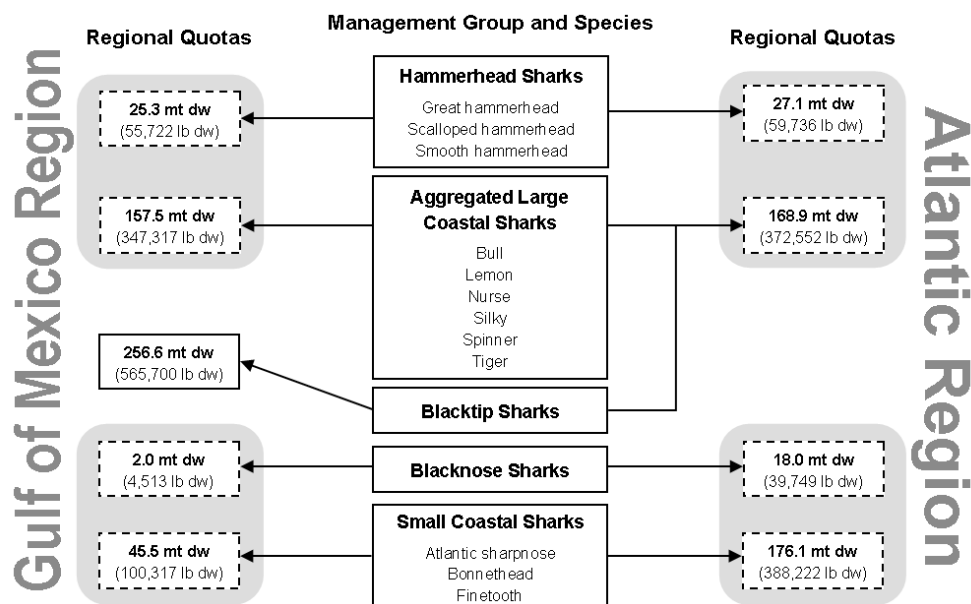 Management Group and Species
Regional Quotas
Regional Quotas
Gulf of Mexico Region
25.3 mt dw
(55,722 lb dw)
157.5 mt dw
(347,317 lb dw)
256.6 mt dw
(565,700 lb dw)
2.0 mt dw
(4,513 lb dw)
45.5 mt dw
(100,317 lb dw)
Hammerhead Sharks
Great hammerhead
Scalloped hammerhead
Smooth hammerhead
Aggregated Large
Coastal Sharks
Bull
Lemon
Nurse
Silky
Spinner
Tiger
Blacktip Sharks
Blacknose Sharks
Small Coastal Sharks
Atlantic sharpnose
Bonnethead
Finetooth
27.1 mt dw
(59,736 lb dw)
168.9 mt dw
(372,552 lb dw)
18.0 mt dw
(39,749 lb dw)
176.1 mt dw
(388,222 lb dw)
Atlantic Region